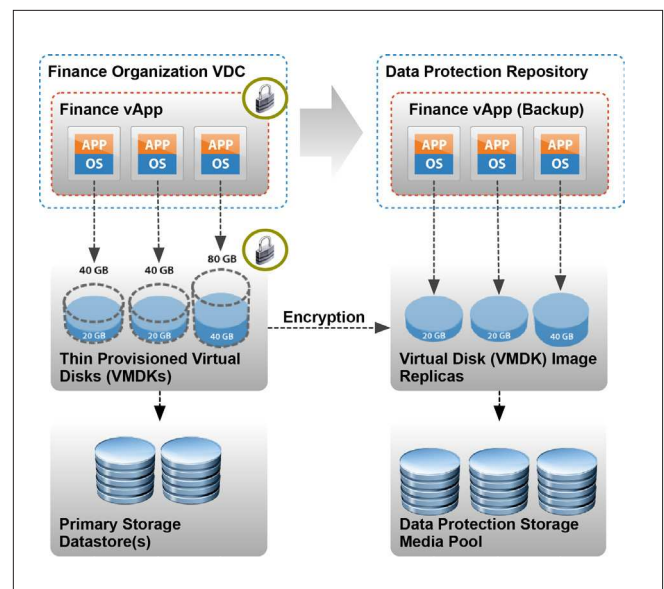 Finance Organization VDC
Finance vApp
APP
OS
APP
OS
APP
OS
40 GB
40 GB
80 GB
20 GB
20 GB
40 GB
Thin Provisioned Virtual
Disks (VMDKs)
Primary Storage
Datastore(s)
Encryption
Data Protection Repository
Finance vApp (Backup)
APP
OS
APP
OS
APP
OS
20 GB
20 GB
40 GB
Virtual Disk (VMDK) Image
Replicas
Data Protection Storage
Media Pool